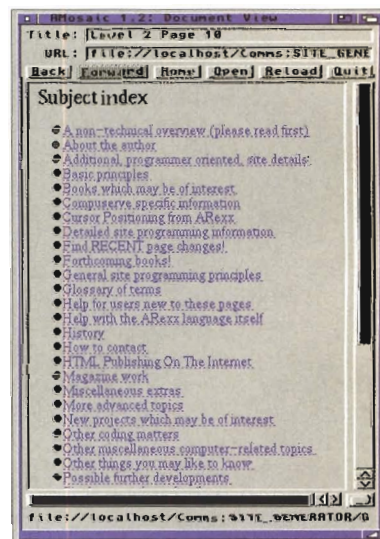 AMosaic 1.2: Document View
Title: Level 2 Page 10
URL: file://localhost/Comms:SITE_GENE
Back Forward Home Open Reload Quit
Subject index
A non-technical overview (please read first)
About the author
Additional, programmer oriented, site details
Basic principles
Books which may be of interest
Compuserve specific information
Cursor Positioning from ARexx
Detailed site programming information
Find RECENT page changes!
Forthcoming books!
General site programming principles
Glossary of terms
Help for users new to these pages
Help with the ARexx language itself
History
How to contact
HTML Publishing On The Internet
Magazine work
Miscellaneous extras
More advanced topics
New projects which may be of interest
Other coding matters
Other miscellaneous computer-related topics
Other things you may like to know
Possible further developments
file://localhost/Comms:SITE_GENERATOR/0